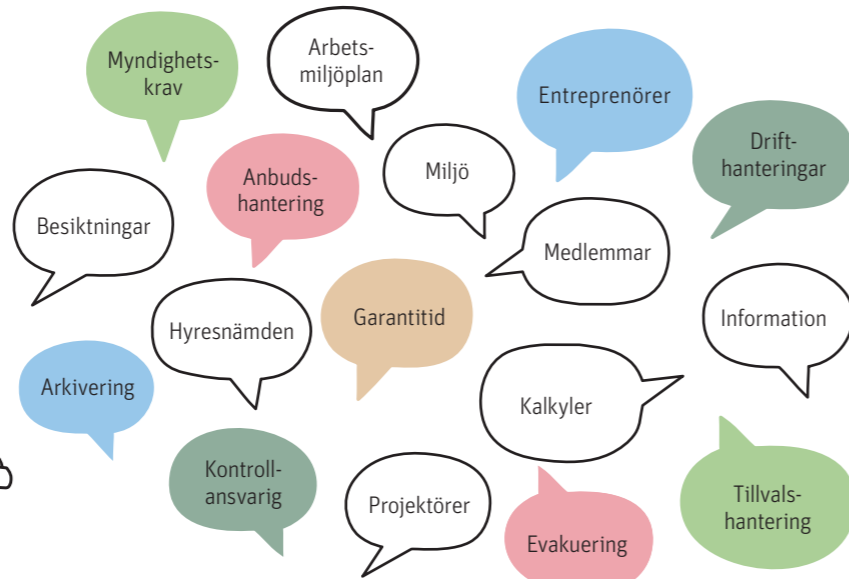 Myndighets-
krav
Arbets-
miljöplan
Entreprenörer
Drift-
hanteringar
Anbuds-
hantering
Miljö
Besiktningar
Medlemmar
Hyresnämden
Garantitid
Information
Arkivering
Kalkyler
Kontroll-
ansvarig
Projektörer
Evakuering
Tillvals-
hantering